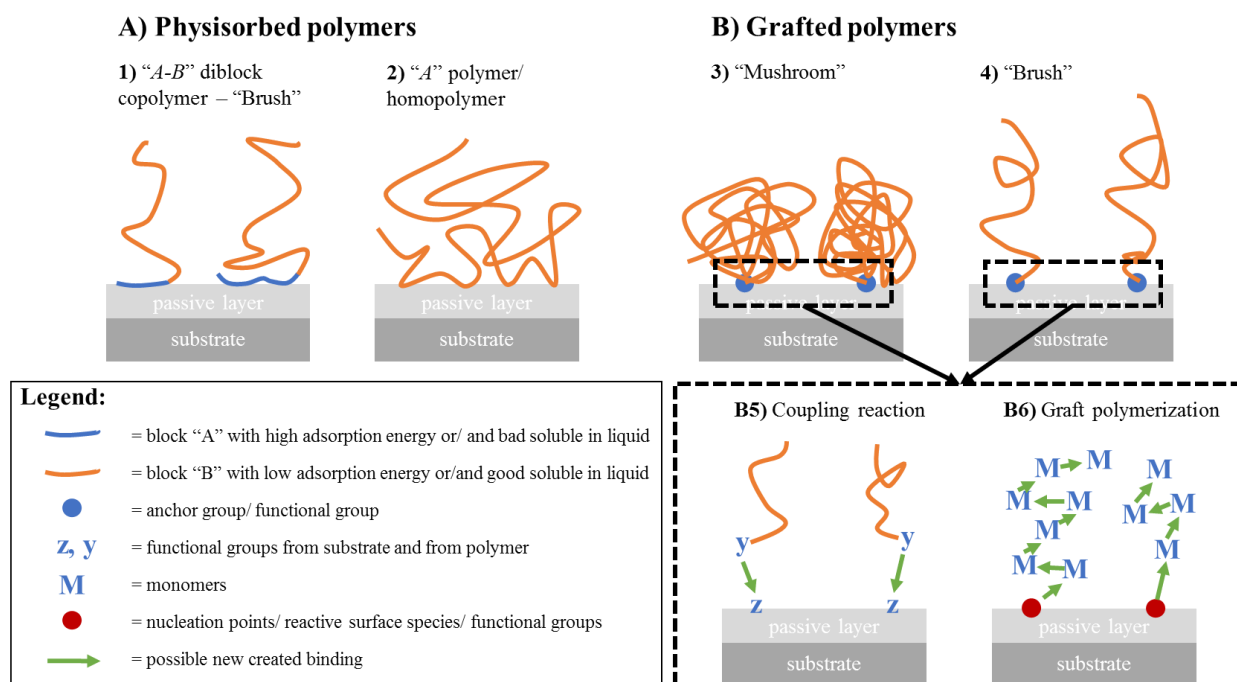 A) Physisorbed polymers
1) “A-B” diblock
copolymer – “Brush”
2) “A” polymer/
homopolymer
passive layer
substrate
passive layer
substrate
B) Grafted polymers
3) “Mushroom”
4) “Brush”
passive layer
substrate
passive layer
substrate
Legend:
= block “A” with high adsorption energy or/ and bad soluble in liquid
= block “B” with low adsorption energy or/and good soluble in liquid
= anchor group/ functional group
z, y = functional groups from substrate and from polymer
M = monomers
= nucleation points/ reactive surface species/ functional groups
= possible new created binding
B5) Coupling reaction
y y
z z
passive layer
substrate
B6) Graft polymerization
M M M
M M M M
M M
M M
passive layer
substrate